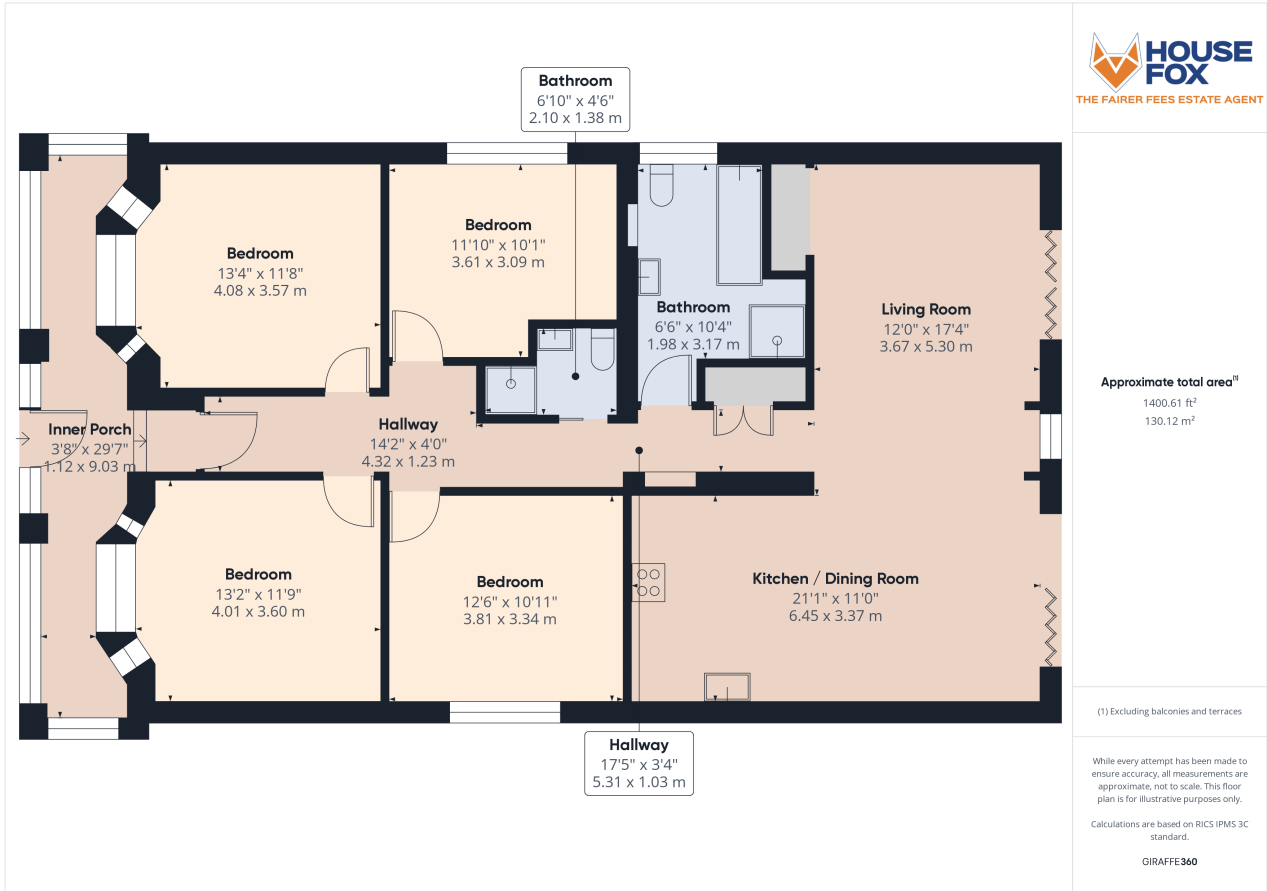 HOUSE
FOX
THE FAIRER FEES ESTATE AGENT
Bathroom
6'10" x 4'6"
2.10 x 1.38 m
Bedroom
13'4" x 11'8"
4.08 x 3.57 m
Bedroom
11'10" x 10'1"
3.61 x 3.09 m
Bathroom
6'6" x 10'4"
1.98 x 3.17 m
Living Room
12'0" x 17'4"
3.67 x 5.30 m
Inner Porch
3'8" x 29'7"
1.12 x 9.03 m
Hallway
14'2" x 4'0"
4.32 x 1.23 m
Bedroom
13'2" x 11'9"
4.01 x 3.60 m
Bedroom
12'6" x 10'11"
3.81 x 3.34 m
Kitchen / Dining Room
21'1" x 11'0"
6.45 x 3.37 m
Hallway
17'5" x 3'4"
5.31 x 1.03 m
Approximate total area(1)
1400.61 ft²
130.12 m²
(1) Excluding balconies and terraces
While every attempt has been made to
ensure accuracy, all measurements are
approximate, not to scale. This floor
plan is for illustrative purposes only.
Calculations are based on RICS IPMS 3C
standard.
GIRAFFE360